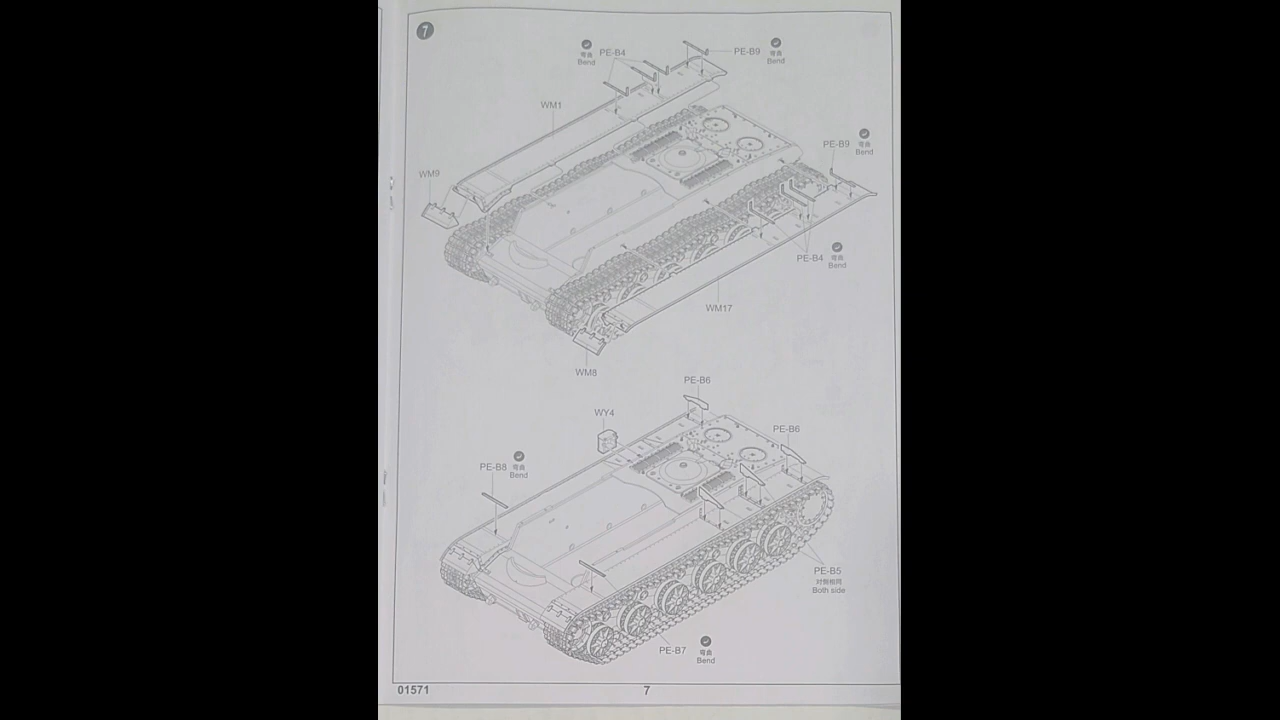 7
弯曲
Bend
PE-B4
PE-B9
弯曲
Bend
WM1
PE-B9
弯曲
Bend
WM9
PE-B4
弯曲
Bend
WM17
WM8
PE-B6
WY4
PE-B6
PE-B8
弯曲
Bend
PE-B5
对侧相同
Both side
PE-B7
弯曲
Bend
01571
7